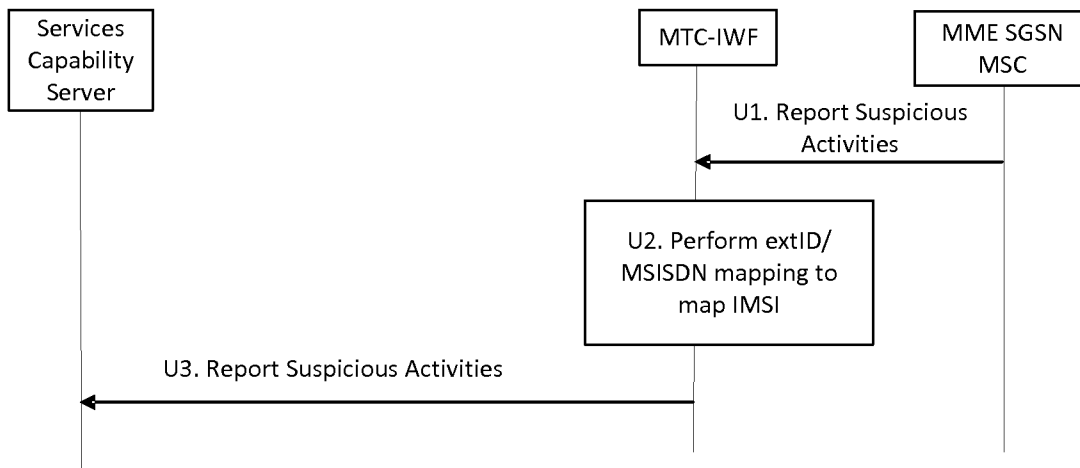 Services
Capability
Server
MTC-IWF
MME SGSN
MSC
U1. Report Suspicious
Activities
U2. Perform extID/
MSISDN mapping to
map IMSI
U3. Report Suspicious Activities